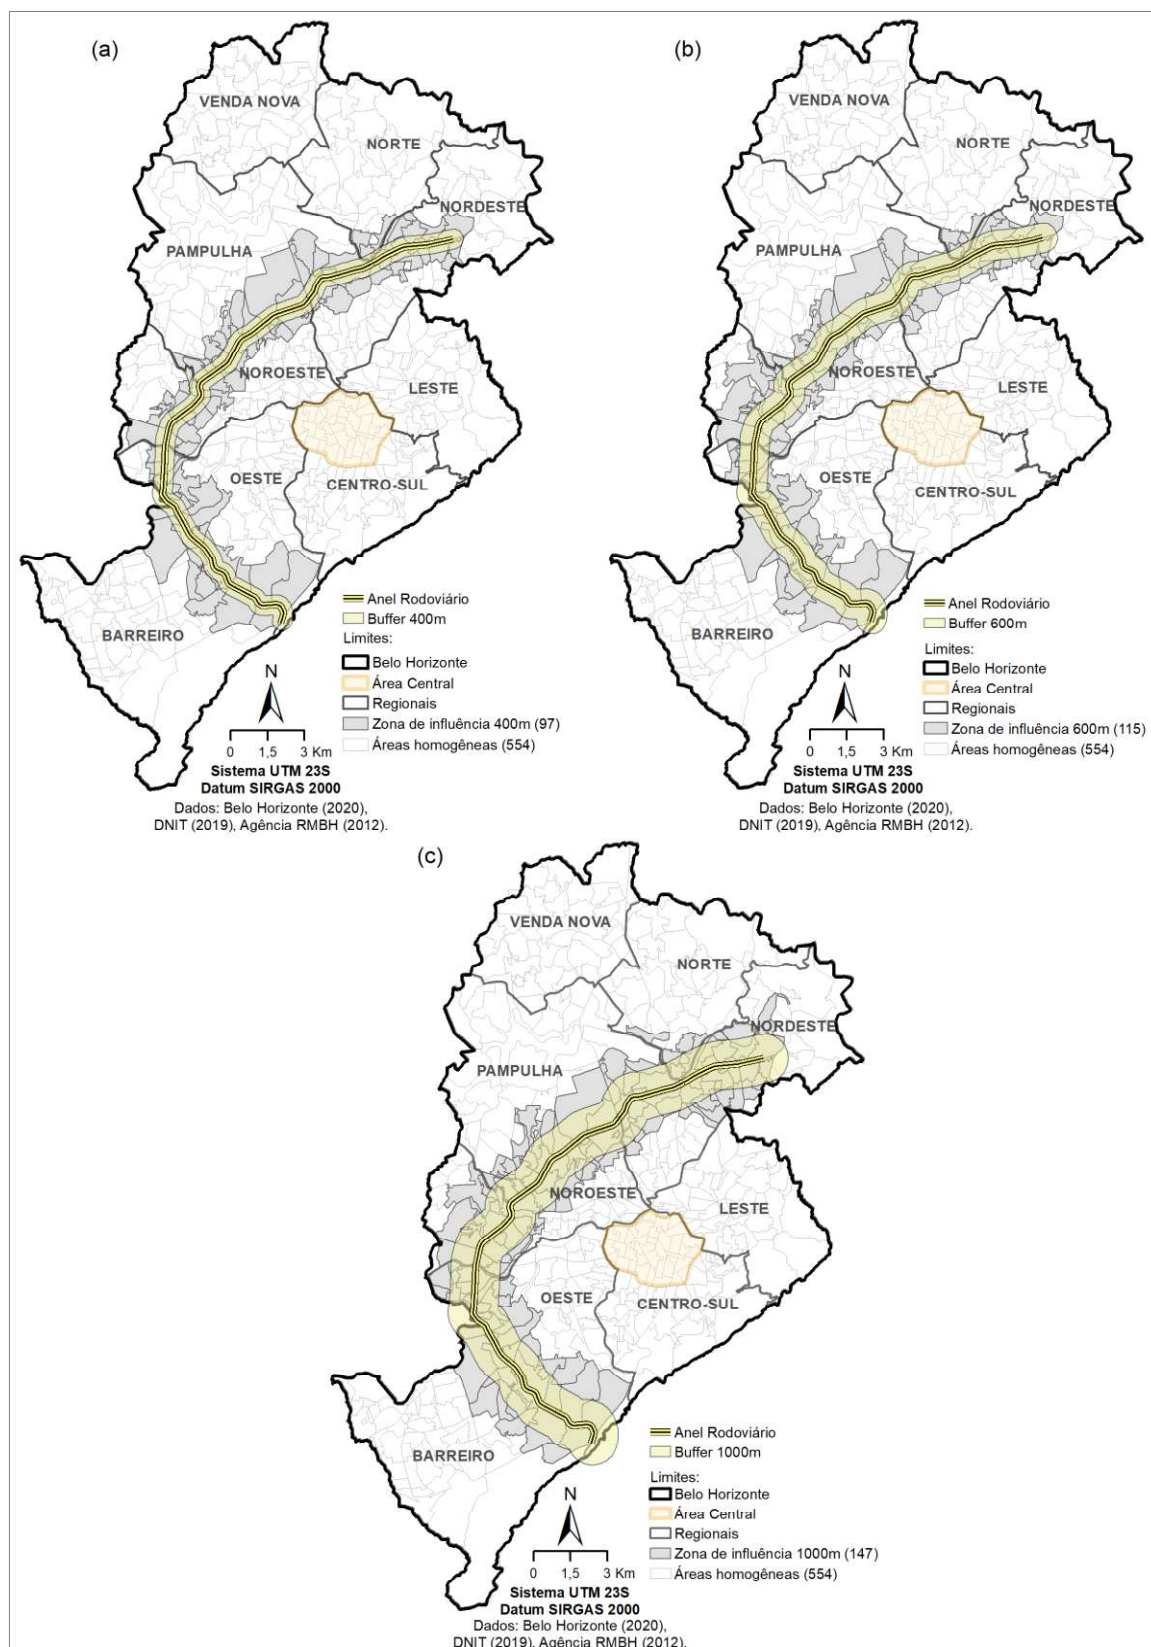 (a)
VENDA NOVA
NORTE
NORDESTE
PAMPULHA
NOROESTE
LESTE
OESTE
CENTRO-SUL
BARREIRO
Anel Rodoviário
Buffer 400m
Limites:
Belo Horizonte
Área Central
Regionais
Zona de influência 400m (97)
Áreas homogêneas (554)
N
0 1,5 3 Km
Sistema UTM 23S
Datum SIRGAS 2000
Dados: Belo Horizonte (2020),
DNIT (2019), Agência RMBH (2012).
(b)
VENDA NOVA
NORTE
NORDESTE
PAMPULHA
NOROESTE
LESTE
OESTE
CENTRO-SUL
BARREIRO
Anel Rodoviário
Buffer 600m
Limites:
Belo Horizonte
Área Central
Regionais
Zona de influência 600m (115)
Áreas homogêneas (554)
N
0 1,5 3 Km
Sistema UTM 23S
Datum SIRGAS 2000
Dados: Belo Horizonte (2020),
DNIT (2019), Agência RMBH (2012).
(c)
VENDA NOVA
NORTE
NORDESTE
PAMPULHA
NOROESTE
LESTE
OESTE
CENTRO-SUL
BARREIRO
Anel Rodoviário
Buffer 1000m
Limites:
Belo Horizonte
Área Central
Regionais
Zona de influência 1000m (147)
Áreas homogêneas (554)
N
0 1,5 3 Km
Sistema UTM 23S
Datum SIRGAS 2000
Dados: Belo Horizonte (2020),
DNIT (2019), Agência RMBH (2012).